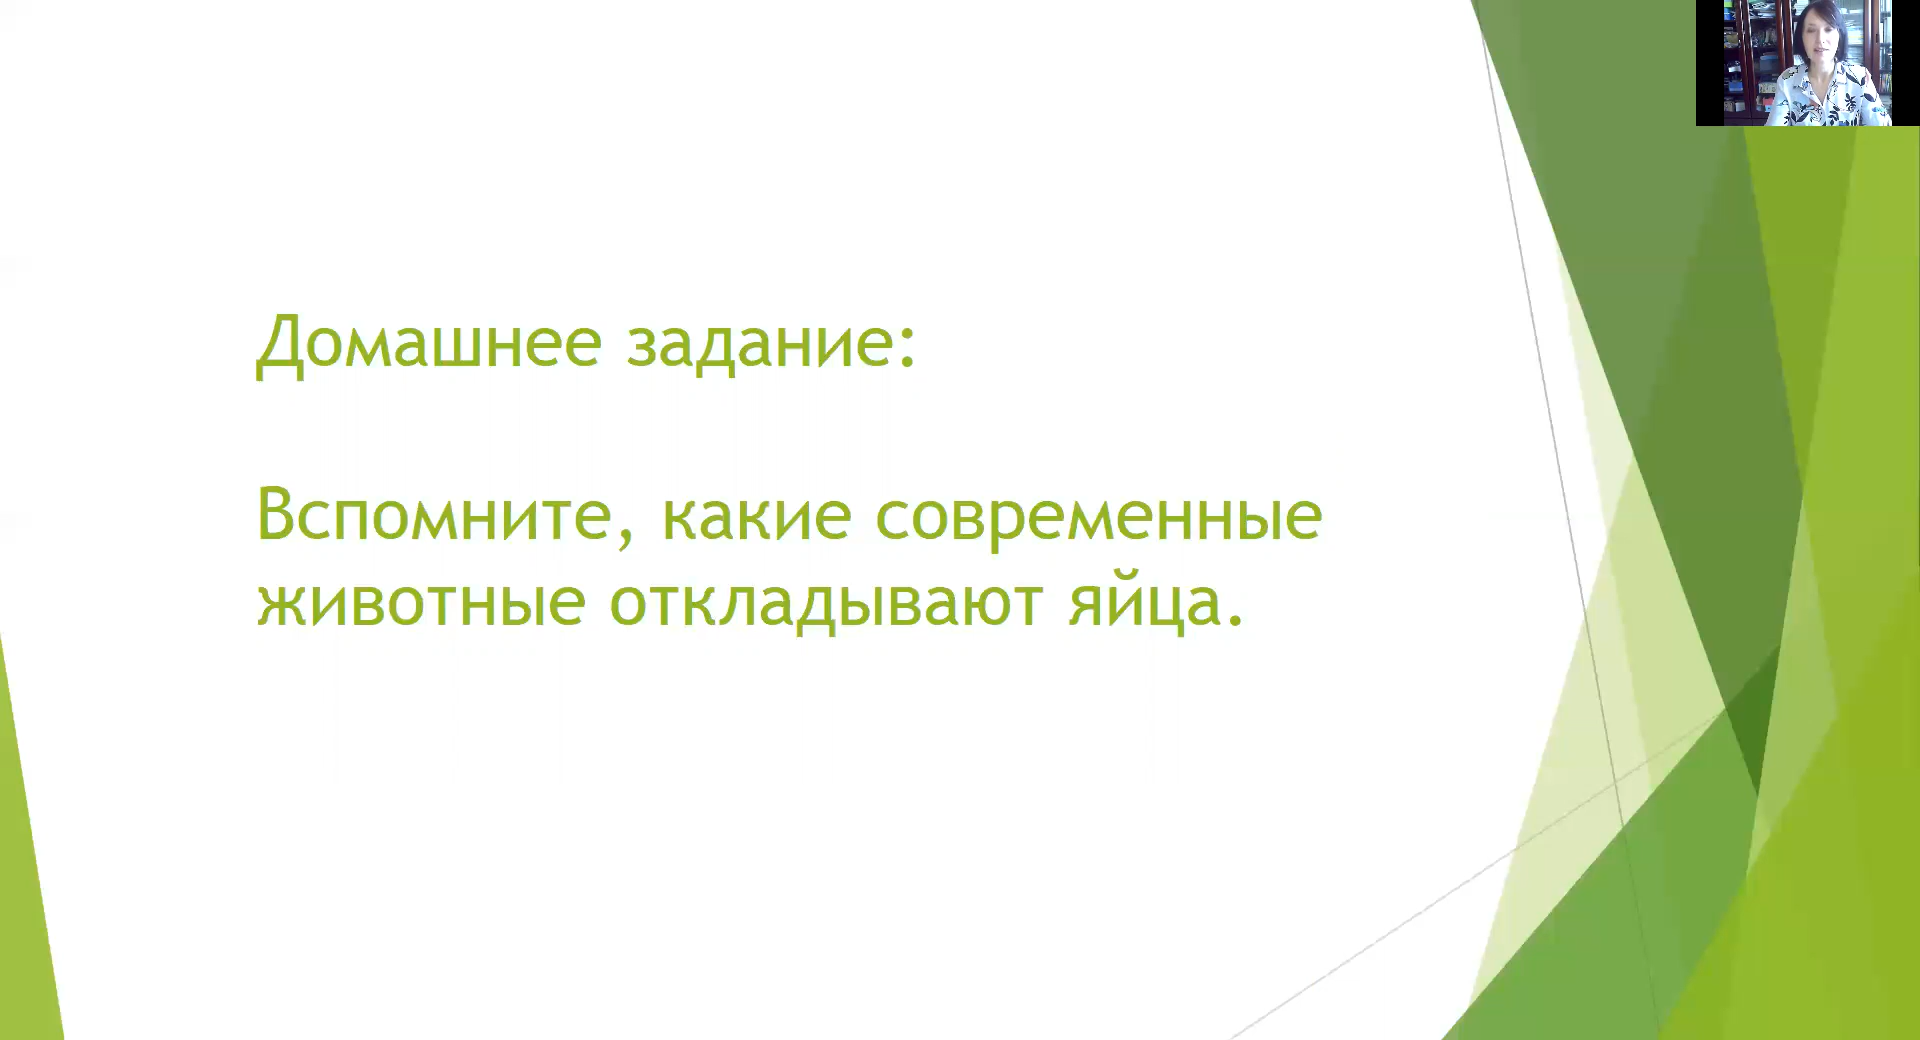 Домашнее задание:
Вспомните, какие современные
животные откладывают яйца.